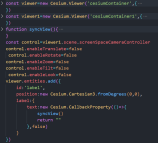 const viewer=new Cesium.Viewer('cesiumContainer',{…
})
const viewer1=new Cesium.Viewer('cesiumContainer1',{…
})
function syncView(){…
}
const control=viewer1.scene.screenSpaceCameraController
control.enableTranslate=false
control.enableRotate=false
control.enableZoom=false
control.enableTilt=false
control.enableLook=false
viewer.entities.add({
id:"label",
position:new Cesium.Cartesian3.fromDegrees(0,0),
label:{
text:new Cesium.CallbackProperty(()=>{
syncView()
return ""
},false)
}
})